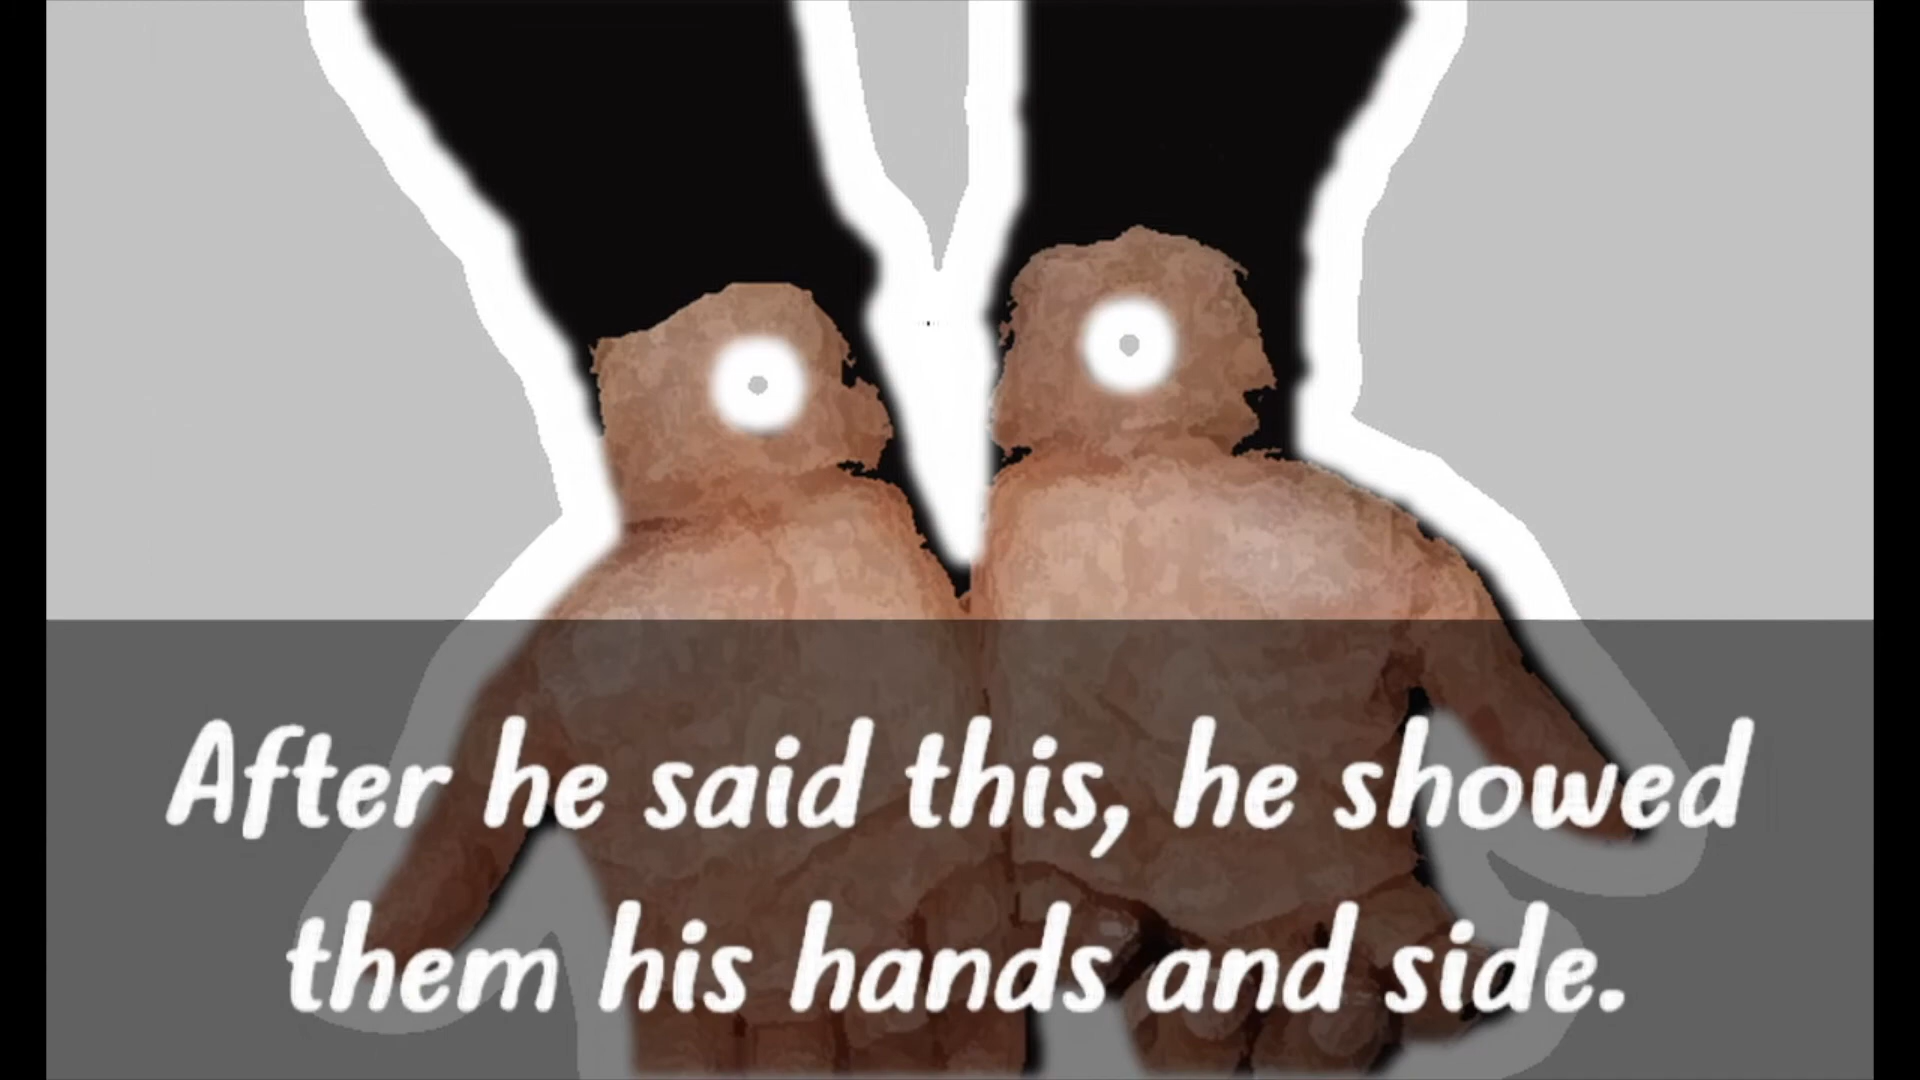 After he said this, he showed
them his hands and side.